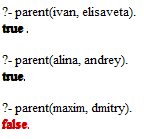 ?- parent(ivan, elisaveta).
true .
?- parent(alina, andrey).
true.
?- parent(maxim, dmitry).
false.